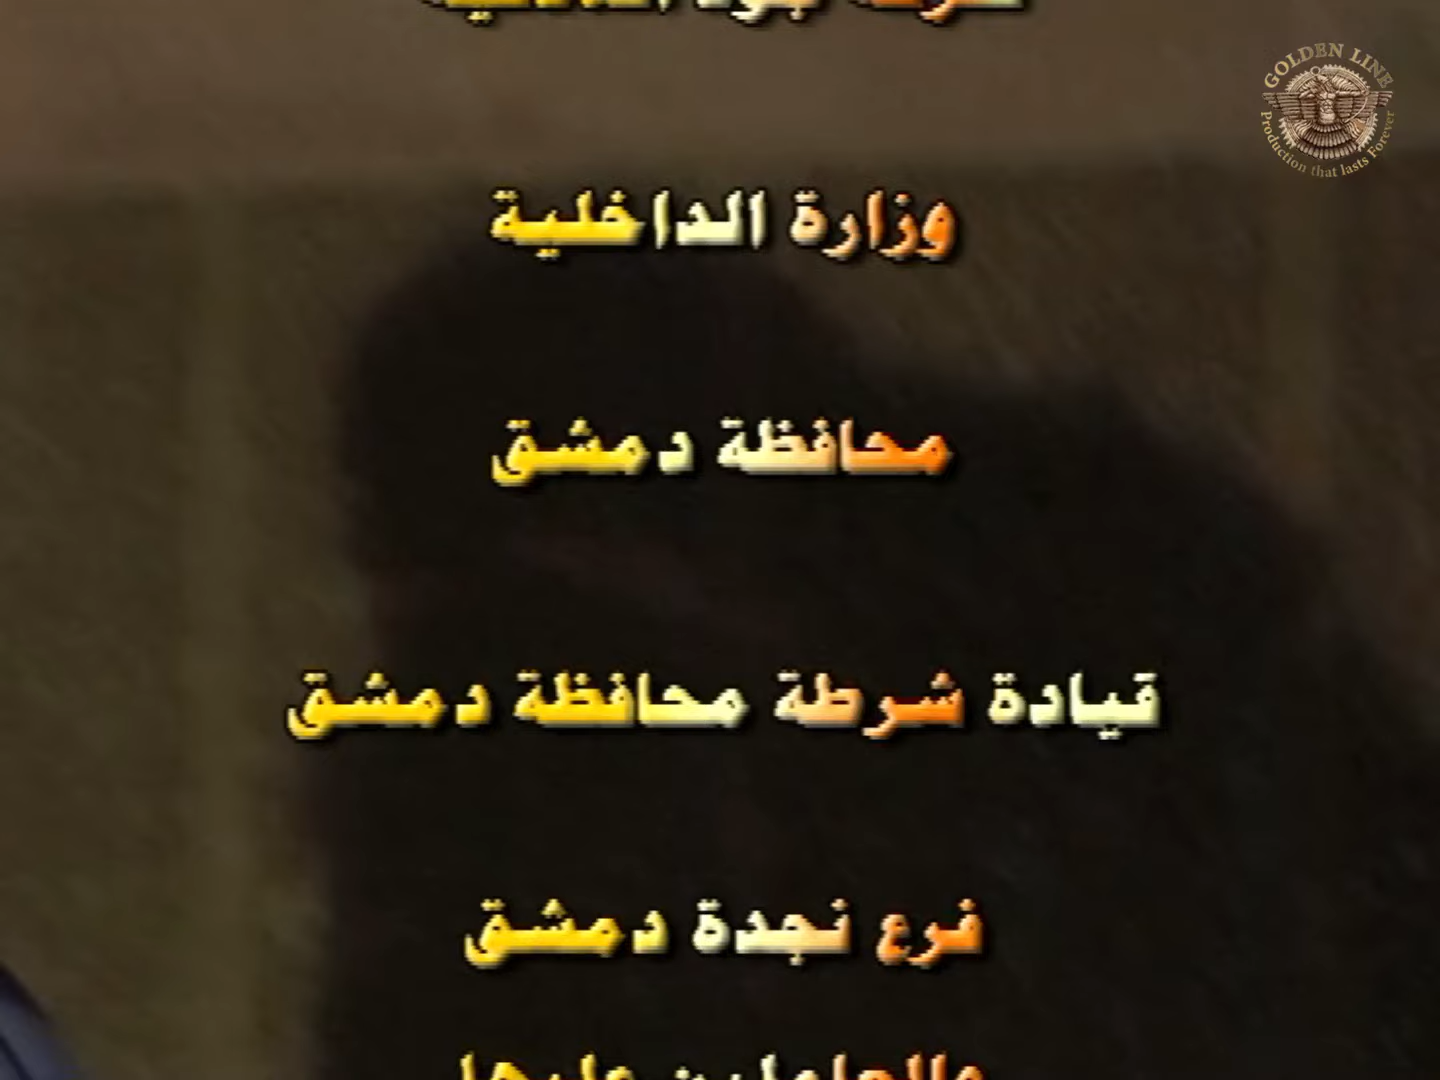 GOLDEN LINE
Production that lasts Forever
وزارة الداخلية
محافظة دمشق
قيادة شرطة محافظة دمشق
فرع نجدة دمشق